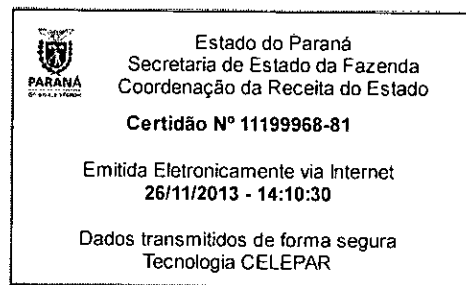 Estado do Paraná
Secretaria de Estado da Fazenda
Coordenação da Receita do Estado
PARANÁ
Certidão Nº 11199968-81
Emitida Eletronicamente via Internet
26/11/2013 - 14:10:30
Dados transmitidos de forma segura
Tecnologia CELEPAR